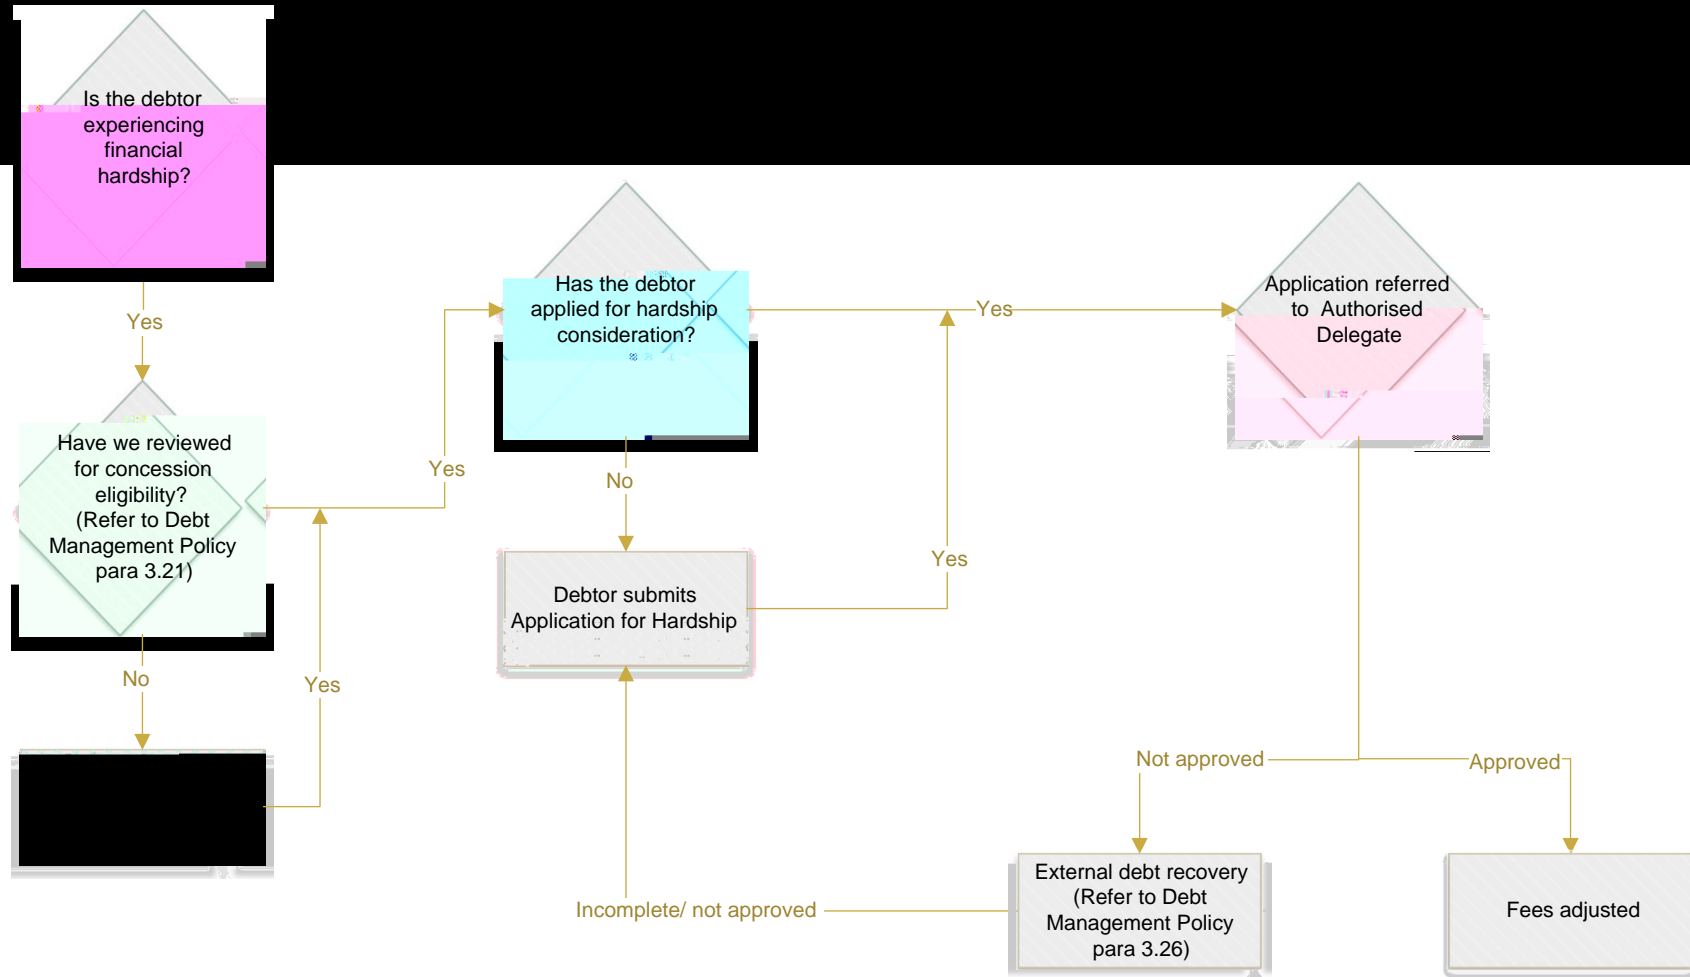 Is the debtor
experiencing
financial
hardship?
Yes
Have we reviewed
for concession
eligibility?
(Refer to Debt
Management Policy
para 3.21)
No
Yes
Yes
Has the debtor
applied for hardship
consideration?
No
Debtor submits
Application for Hardship
Yes
Yes
Application referred
to Authorised
Delegate
Not approved
Approved
External debt recovery
(Refer to Debt
Management Policy
para 3.26)
Incomplete/ not approved
Fees adjusted